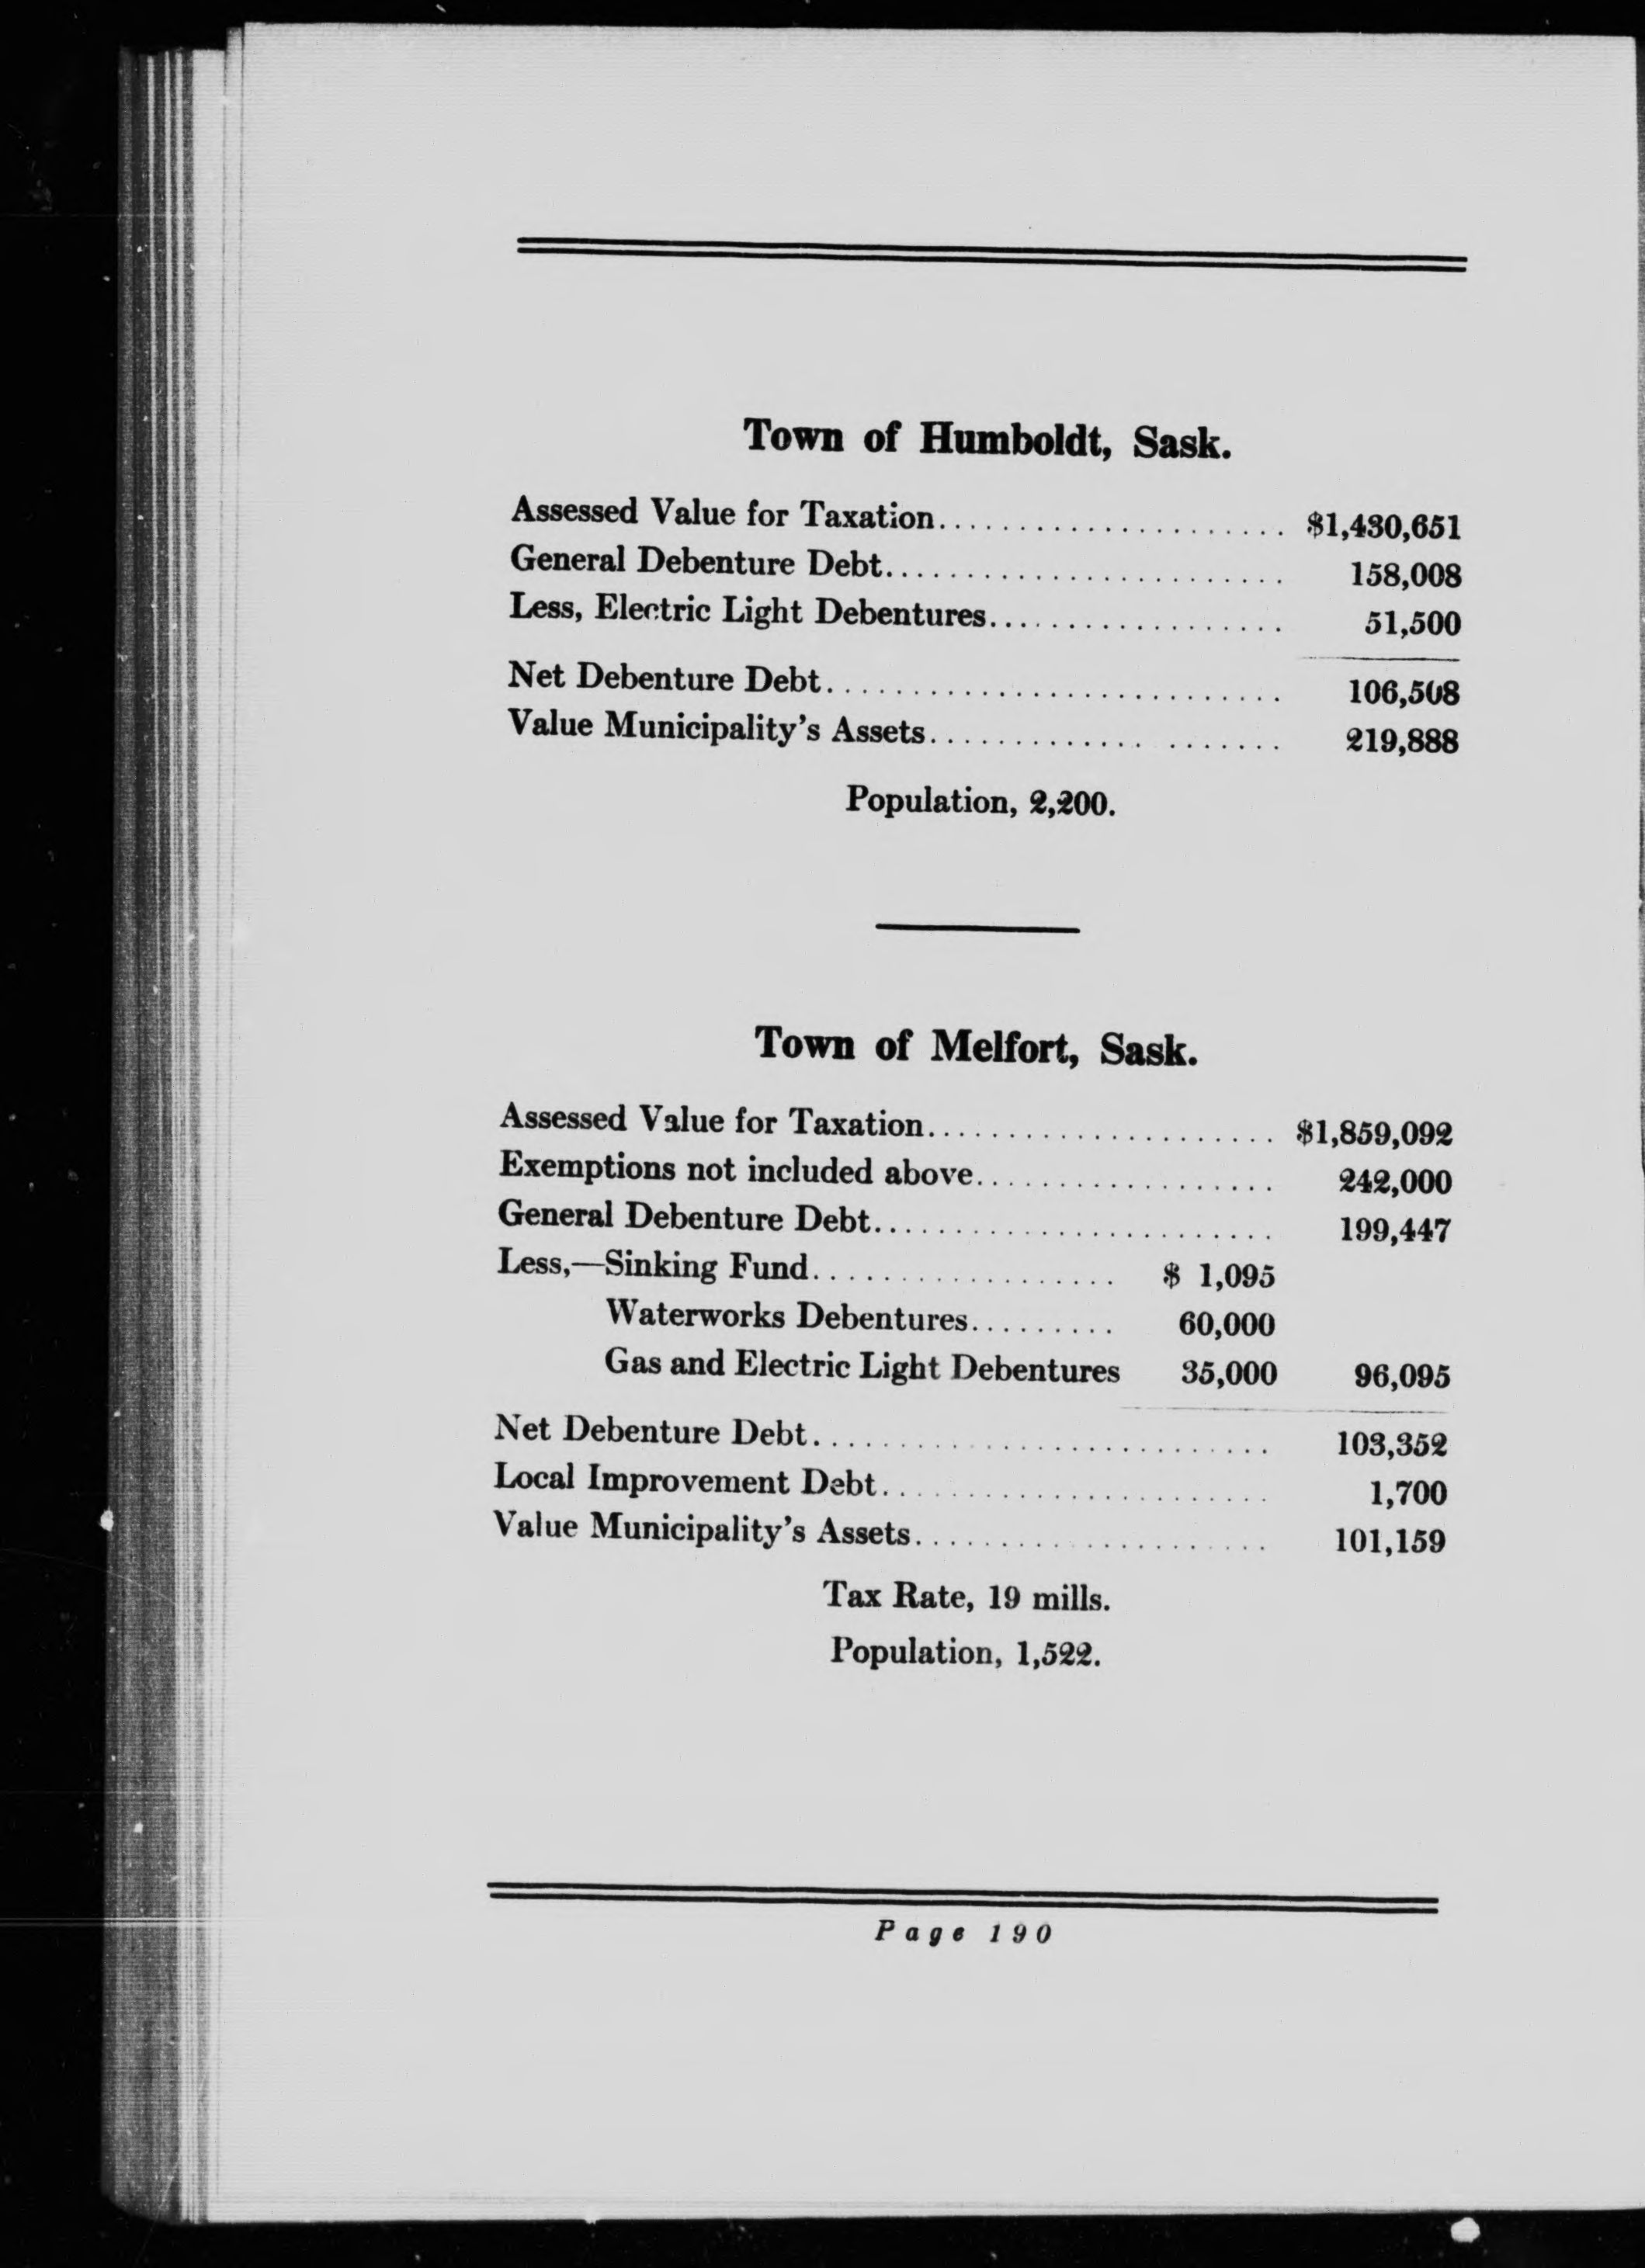 Town of Humboldt, Sask.
Assessed Value for Taxation...................... $1,430,651
General Debenture Debt......................... 158,008
Less, Electric Light Debentures.................. 51,500
Net Debenture Debt............................ 106,508
Value Municipality's Assets...................... 219,888
Population, 2,200.
Town of Melfort, Sask.
Assessed Value for Taxation...................... $1,859,092
Exemptions not included above................... 242,000
General Debenture Debt......................... 199,447
Less,—Sinking Fund................... $ 1,095
Waterworks Debentures......... 60,000
Gas and Electric Light Debentures 35,000 96,095
Net Debenture Debt............................ 103,352
Local Improvement Debt........................ 1,700
Value Municipality's Assets...................... 101,159
Tax Rate, 19 mills.
Population, 1,522.
Page 190